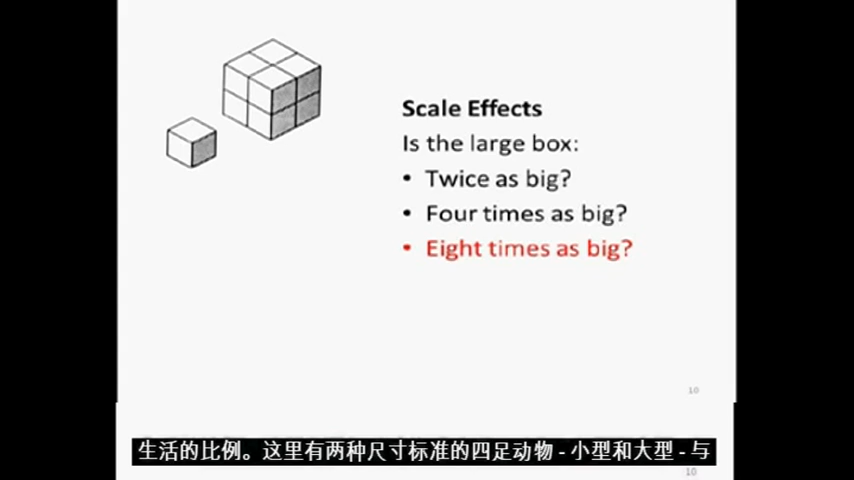 Scale Effects
Is the large box:
• Twice as big?
• Four times as big?
• Eight times as big?
10
生活的比例。这里有两种尺寸标准的四足动物 - 小型和大型 - 与
10